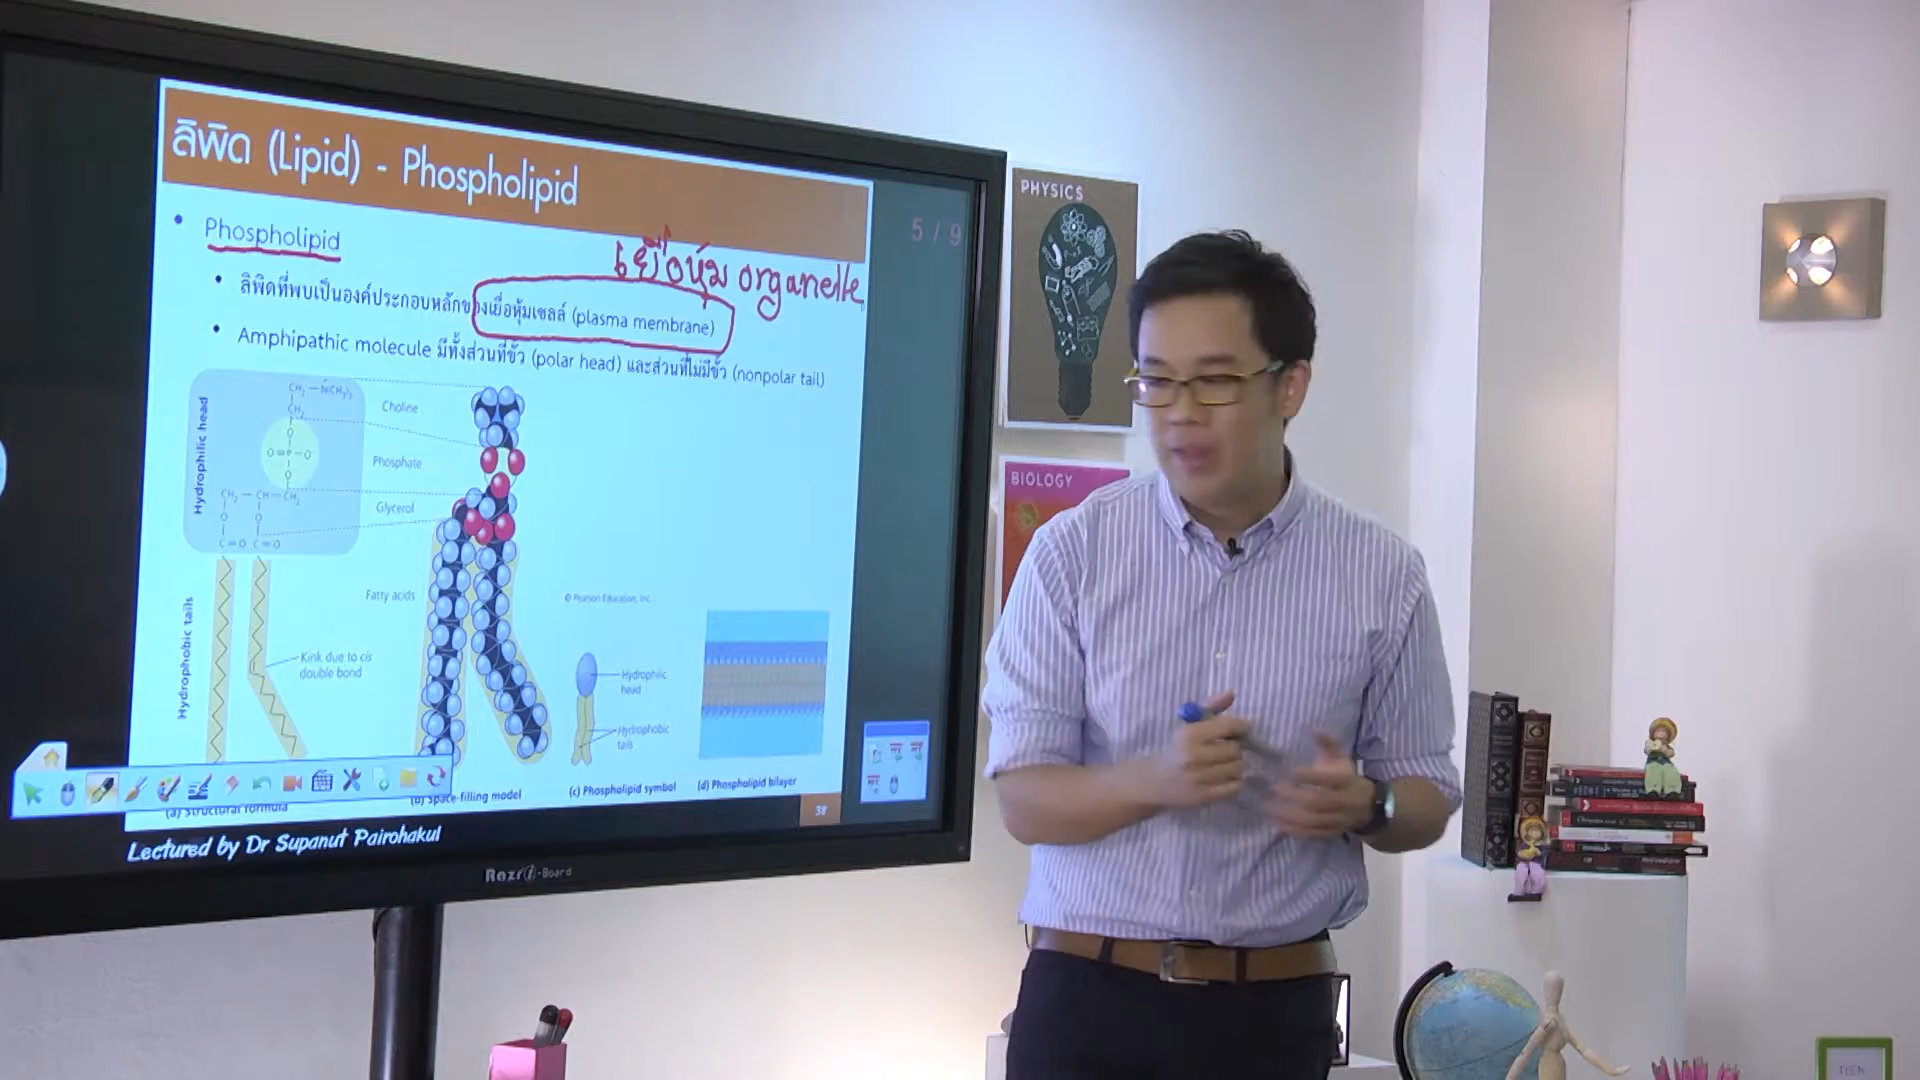 ลิพิด (Lipid) - Phospholipid
5 / 9
Phospholipid
เยื่อหุ้ม organelle
ลิพิดที่พบเป็นองค์ประกอบหลักของเยื่อหุ้มเซลล์ (plasma membrane)
Amphipathic molecule มีทั้งส่วนที่ขั้ว (polar head) และส่วนที่ไม่มีขั้ว (nonpolar tail)
Hydrophilic head
Choline
Phosphate
Glycerol
Hydrophobic tails
Fatty acids
Kink due to cis
double bond
© Pearson Education, Inc.
Hydrophilic
head
Hydrophobic
tails
(a) Structural formula
(b) Space-filling model
(c) Phospholipid symbol
(d) Phospholipid bilayer
38
Lectured by Dr Supanut Pairohakul
Razri-Board
PHYSICS
BIOLOGY